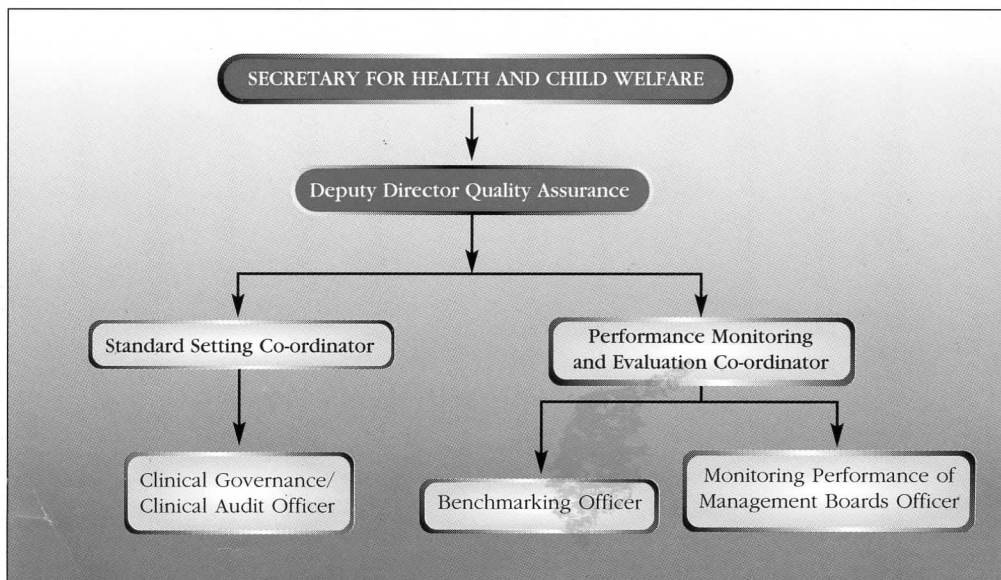 SECRETARY FOR HEALTH AND CHILD WELFARE
Deputy Director Quality Assurance
Standard Setting Co-ordinator
Performance Monitoring
and Evaluation Co-ordinator
Clinical Governance/
Clinical Audit Officer
Benchmarking Officer
Monitoring Performance of
Management Boards Officer